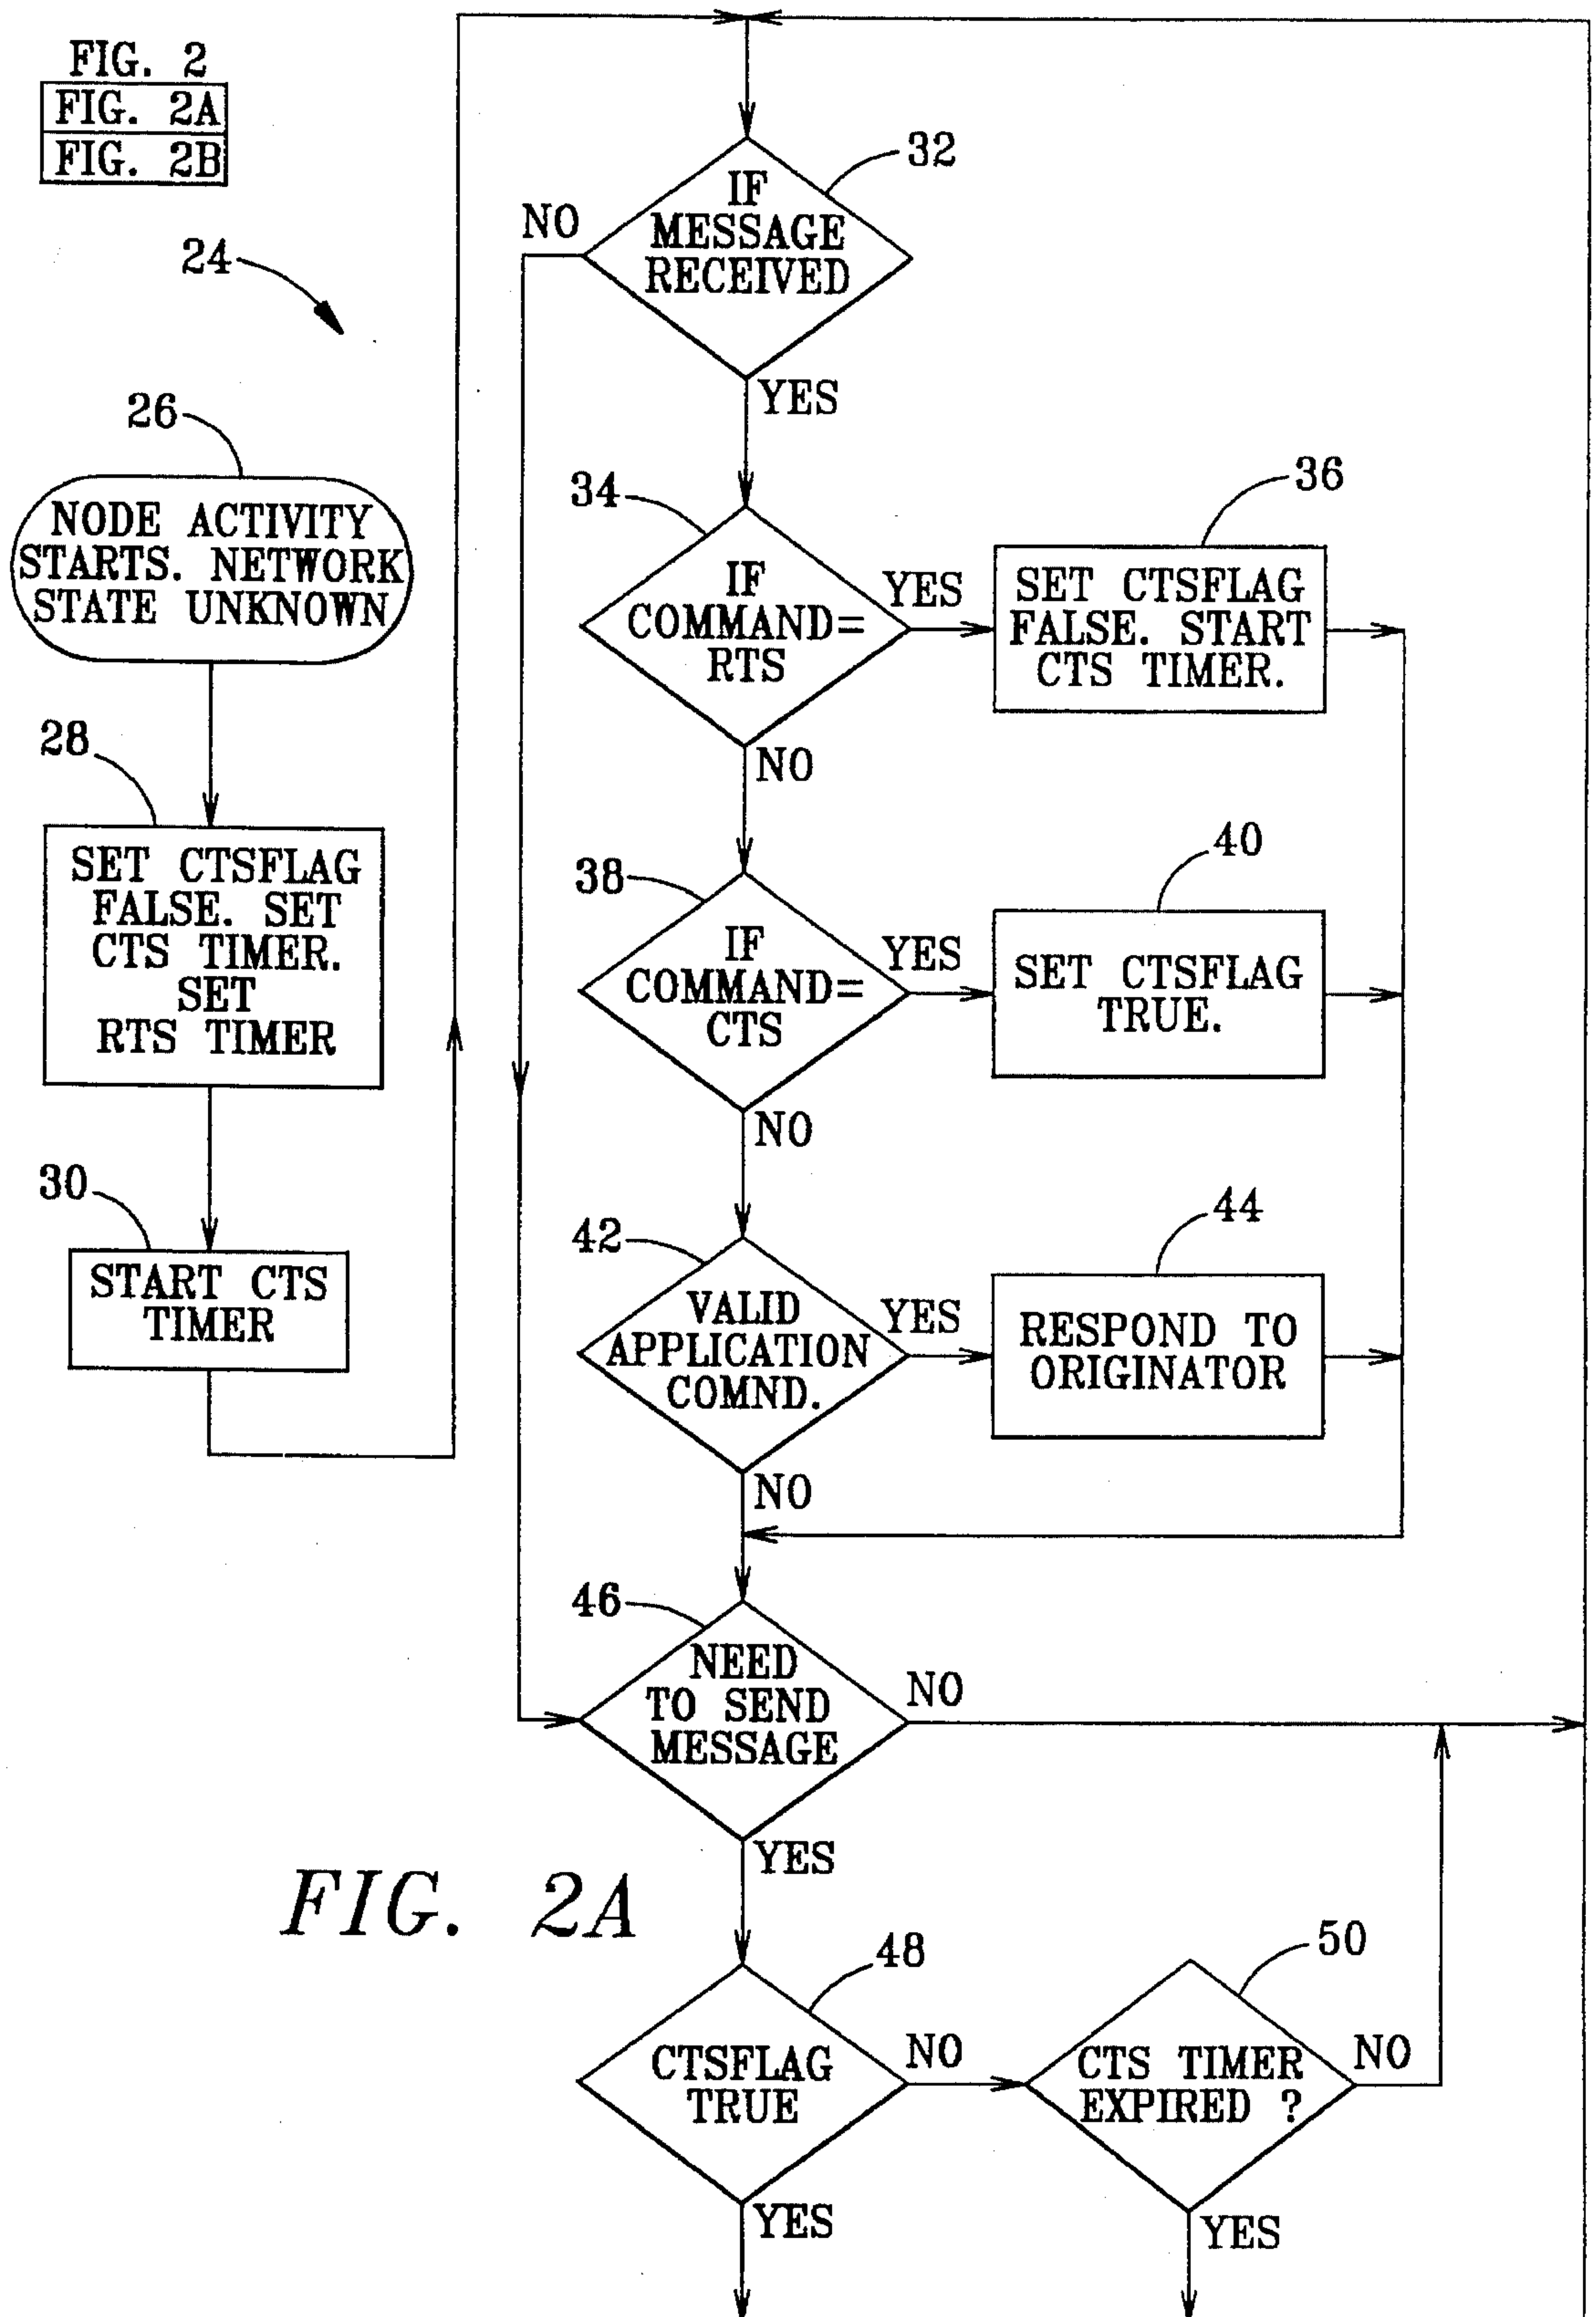 FIG. 2
FIG. 2A
FIG. 2B
24
26
NODE ACTIVITY
STARTS. NETWORK
STATE UNKNOWN
28
SET CTSFLAG
FALSE. SET
CTS TIMER.
SET
RTS TIMER
30
START CTS
TIMER
32
IF
MESSAGE
RECEIVED
NO
YES
34
IF
COMMAND=
RTS
YES
NO
36
SET CTSFLAG
FALSE. START
CTS TIMER.
38
IF
COMMAND=
CTS
YES
NO
40
SET CTSFLAG
TRUE.
42
VALID
APPLICATION
COMND.
YES
NO
44
RESPOND TO
ORIGINATOR
46
NEED
TO SEND
MESSAGE
NO
YES
FIG. 2A
48
CTSFLAG
TRUE
NO
YES
50
CTS TIMER
EXPIRED ?
NO
YES